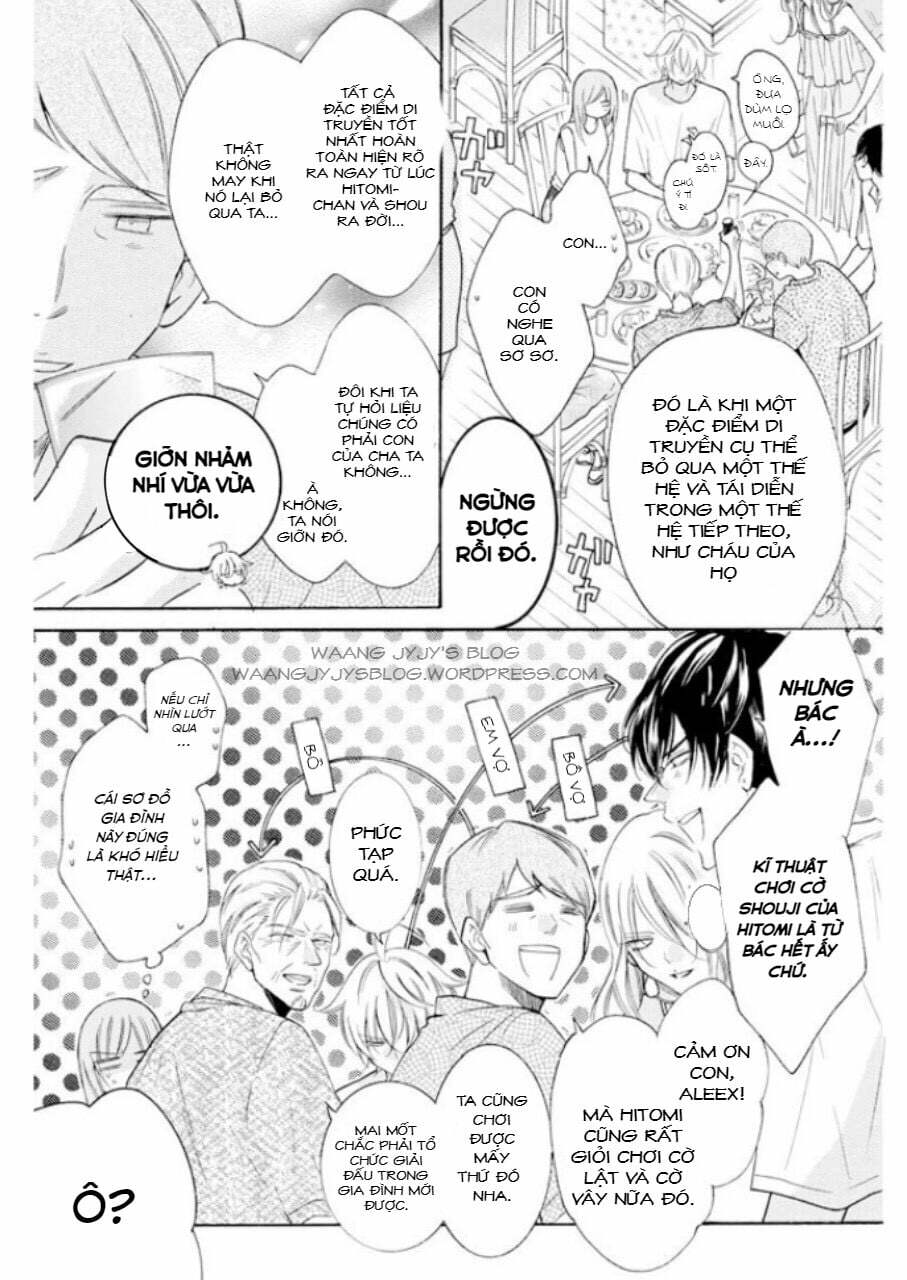 ỐNG,
ĐƯA
DÙM LỌ
MUỐI.
ĐÂY.
ĐÓ LÀ
SỐT.
CHÚ
Ý TÍ
ĐI.
ĐÓ LÀ KHI MỘT
ĐẶC ĐIỂM DI
TRUYỀN CỤ THỂ
BỎ QUA MỘT THẾ
HỆ VÀ TÁI DIỄN
TRONG MỘT THẾ
HỆ TIẾP THEO,
NHƯ CHÁU CỦA
HỌ
CON...
CON
CÓ
NGHE
QUA
SƠ SƠ.
NGỪNG
ĐƯỢC
RỒI ĐÓ.
TẤT CẢ
ĐẶC ĐIỂM DI
TRUYỀN TỐT
NHẤT HOÀN
TOÀN HIỆN RÕ
RA NGAY TỪ LÚC
HITOMI-
CHAN VÀ SHOU
RA ĐỜI...
THẬT
KHÔNG
MAY KHI
NÓ LẠI BỎ
QUA TA...
ĐÔI KHI TA
TỰ HỎI LIỆU
CHÚNG CÓ
PHẢI CON
CỦA CHA TA
KHÔNG...
À
KHÔNG,
TA NÓI
GIỠN ĐÓ.
GIỠN NHẢM
NHÍ VỪA VỪA
THÔI.
WAANG JYJY'S BLOG
WAANGJYJYSBLOG.WORDPRESS.COM
NHƯNG
BÁC
À...!
KĨ THUẬT
CHƠI CỜ
SHOUJI CỦA
HITOMI LÀ TỪ
BÁC HẾT ẤY
CHỨ.
EM VỢ
BỐ VỢ
BỐ
CẢM ƠN
CON,
ALEEX!
MÀ HITOMI
CŨNG RẤT
GIỎI CHƠI CỜ
LẬT VÀ CỜ
VÂY NỮA ĐÓ.
PHỨC
TẠP
QUÁ.
TA CŨNG
CHƠI
ĐƯỢC
MẤY
THỨ ĐÓ
NHA.
MAI MỐT
CHẮC PHẢI TỔ
CHỨC GIẢI
ĐẤU TRONG
GIA ĐÌNH MỚI
ĐƯỢC.
NẾU CHỈ
NHÌN LƯỚT
QUA
...
CÁI SƠ ĐỒ
GIA ĐÌNH
NÀY ĐÚNG
LÀ KHÓ HIỂU
THẬT...
Ô?